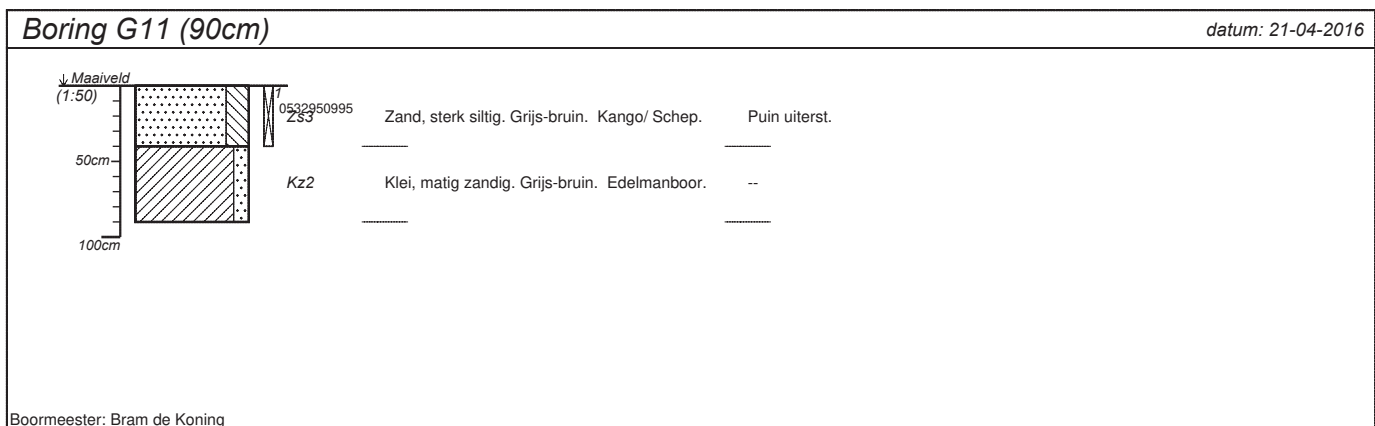 Boring G11 (90cm) datum: 21-04-2016
Maaiveld
(1:50) 1
0532950995
Zs3 Zand, sterk siltig. Grijs-bruin. Kango/ Schep. Puin uiterst.
50cm
Kz2 Klei, matig zandig. Grijs-bruin. Edelmanboor. --
100cm
Boormeester: Bram de Koning